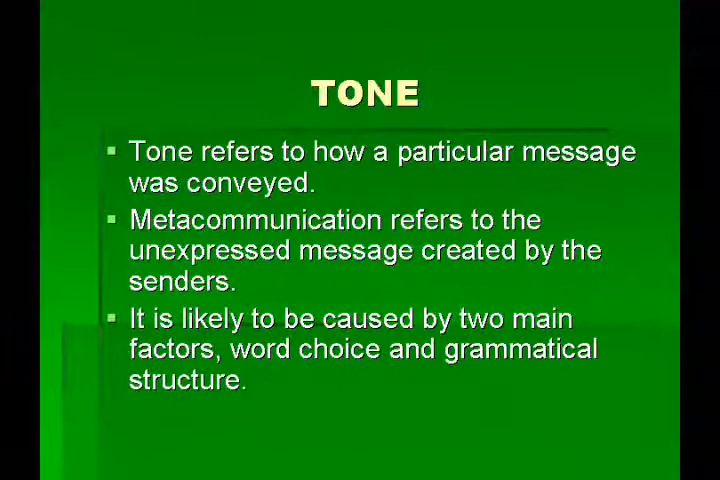 TONE
Tone refers to how a particular message
was conveyed.
Metacommunication refers to the
unexpressed message created by the
senders.
It is likely to be caused by two main
factors, word choice and grammatical
structure.